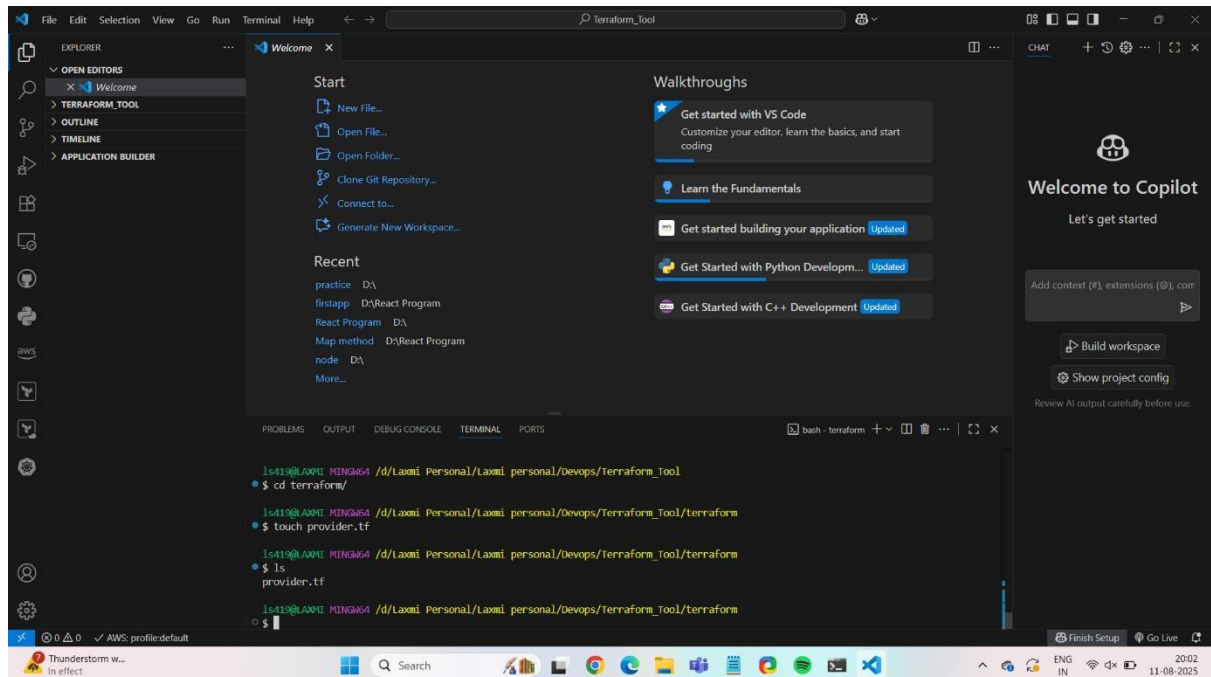 File Edit Selection View Go Run Terminal Help
Terraform_Tool
EXPLORER
OPEN EDITORS
Welcome
TERRAFORM_TOOL
OUTLINE
TIMELINE
APPLICATION BUILDER
aws
Welcome
Start
New File...
Open File...
Open Folder...
Clone Git Repository...
Connect to...
Generate New Workspace...
Recent
practice D:\
firstapp D:\React Program
React Program D:\
Map method D:\React Program
node D:\
More...
Walkthroughs
Get started with VS Code
Customize your editor, learn the basics, and start
coding
Learn the Fundamentals
Get started building your application Updated
Get Started with Python Developm... Updated
Get Started with C++ Development Updated
CHAT
Welcome to Copilot
Let's get started
Add context (#), extensions (@), com
Build workspace
Show project config
Review AI output carefully before use.
PROBLEMS OUTPUT DEBUG CONSOLE TERMINAL PORTS
bash - terraform
ls419@LAXMI MINGW64 /d/Laxmi Personal/Laxmi personal/Devops/Terraform_Tool
$ cd terraform/
ls419@LAXMI MINGW64 /d/Laxmi Personal/Laxmi personal/Devops/Terraform_Tool/terraform
$ touch provider.tf
ls419@LAXMI MINGW64 /d/Laxmi Personal/Laxmi personal/Devops/Terraform_Tool/terraform
$ ls
provider.tf
ls419@LAXMI MINGW64 /d/Laxmi Personal/Laxmi personal/Devops/Terraform_Tool/terraform
$
0 0 AWS: profile:default
Finish Setup Go Live
7
Thunderstorm w...
In effect
Search
ENG
IN
20:02
11-08-2025